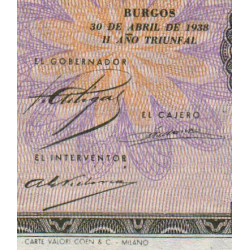 BURGOS
30 DE ABRIL DE 1938
II AÑO TRIUNFAL
EL GOBERNADOR
EL CAJERO
EL INTERVENTOR
- CARTE VALORI COEN & C. - MILANO